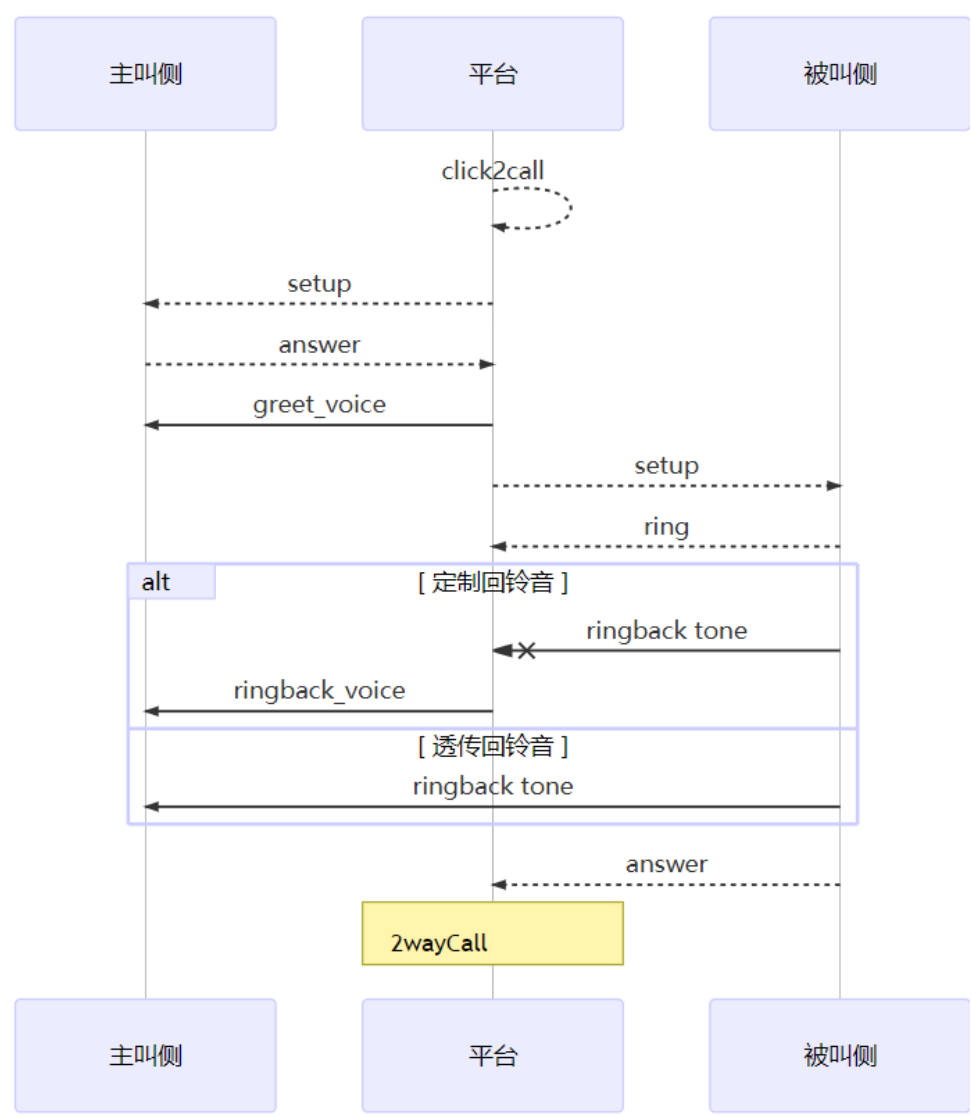 主叫侧 平台 被叫侧
click2call
setup
answer
greet_voice
setup
ring
alt [ 定制回铃音 ]
ringback tone
ringback_voice
[ 透传回铃音 ]
ringback tone
answer
2wayCall
主叫侧 平台 被叫侧